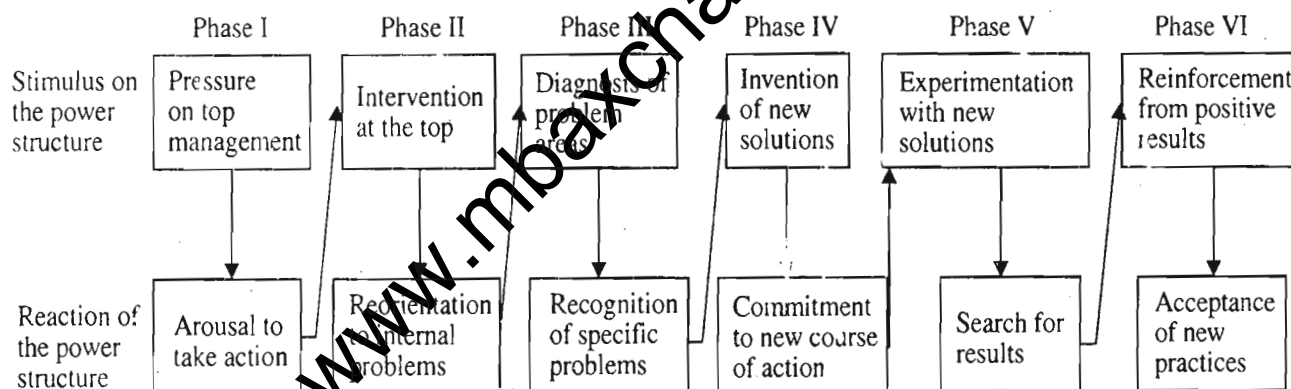 Phase I
Phase II
Phase III
Phase IV
Phase V
Phase VI
Stimulus on
the power
structure
Pressure
on top
management
Intervention
at the top
Diagnosis of
problem
areas
Invention
of new
solutions
Experimentation
with new
solutions
Reinforcement
from positive
results
Reaction of
the power
structure
Arousal to
take action
Reorientation
to internal
problems
Recognition
of specific
problems
Commitment
to new course
of action
Search for
results
Acceptance
of new
practices
www.mbaxcha